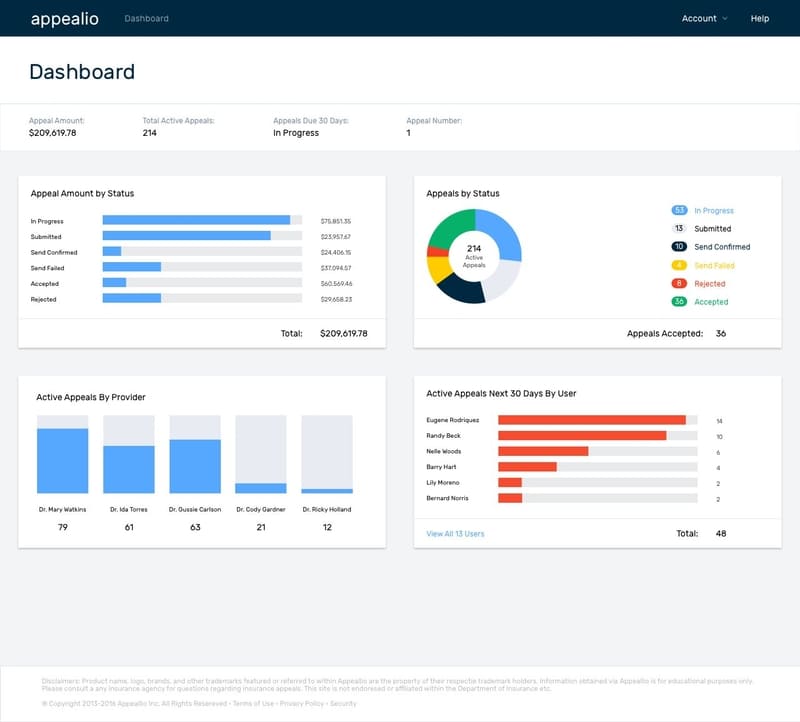 appealio Dashboard Account Help
Dashboard
Appeal Amount: Total Active Appeals: Appeals Due 30 Days: Appeal Number:
$209,619.78 214 In Progress 1
Appeal Amount by Status
In Progress $75,851.35
Submitted $23,957.67
Send Confirmed $24,406.15
Send Failed $37,094.57
Accepted $60,569.46
Rejected $29,658.23
Total: $209,619.78
Appeals by Status
214
Active
Appeals
53 In Progress
13 Submitted
10 Send Confirmed
4 Send Failed
8 Rejected
36 Accepted
Appeals Accepted: 36
Active Appeals By Provider
Dr. Mary Watkins Dr. Ida Torres Dr. Gussie Carlson Dr. Cody Gardner Dr. Ricky Holland
79 61 63 21 12
Active Appeals Next 30 Days By User
Eugene Rodriques 14
Randy Beck 10
Nelle Woods 6
Barry Hart 4
Lily Moreno 2
Bernard Norris 2
View All 13 Users Total: 48
Disclaimers: Product name, logo, brands, and other trademarks featured or referred to within Appealio are the property of their respectie trademark holders. Information obtained via Appealio is for educational purposes only.
Please consult a any insurance agency for questions regarding insurance appeals. This site is not endoresed or affiliated within the Department of Insurance etc.
® Copyright 2013-2016 Appealio Inc. All Rights Resereved • Terms of Use • Privacy Policy • Security